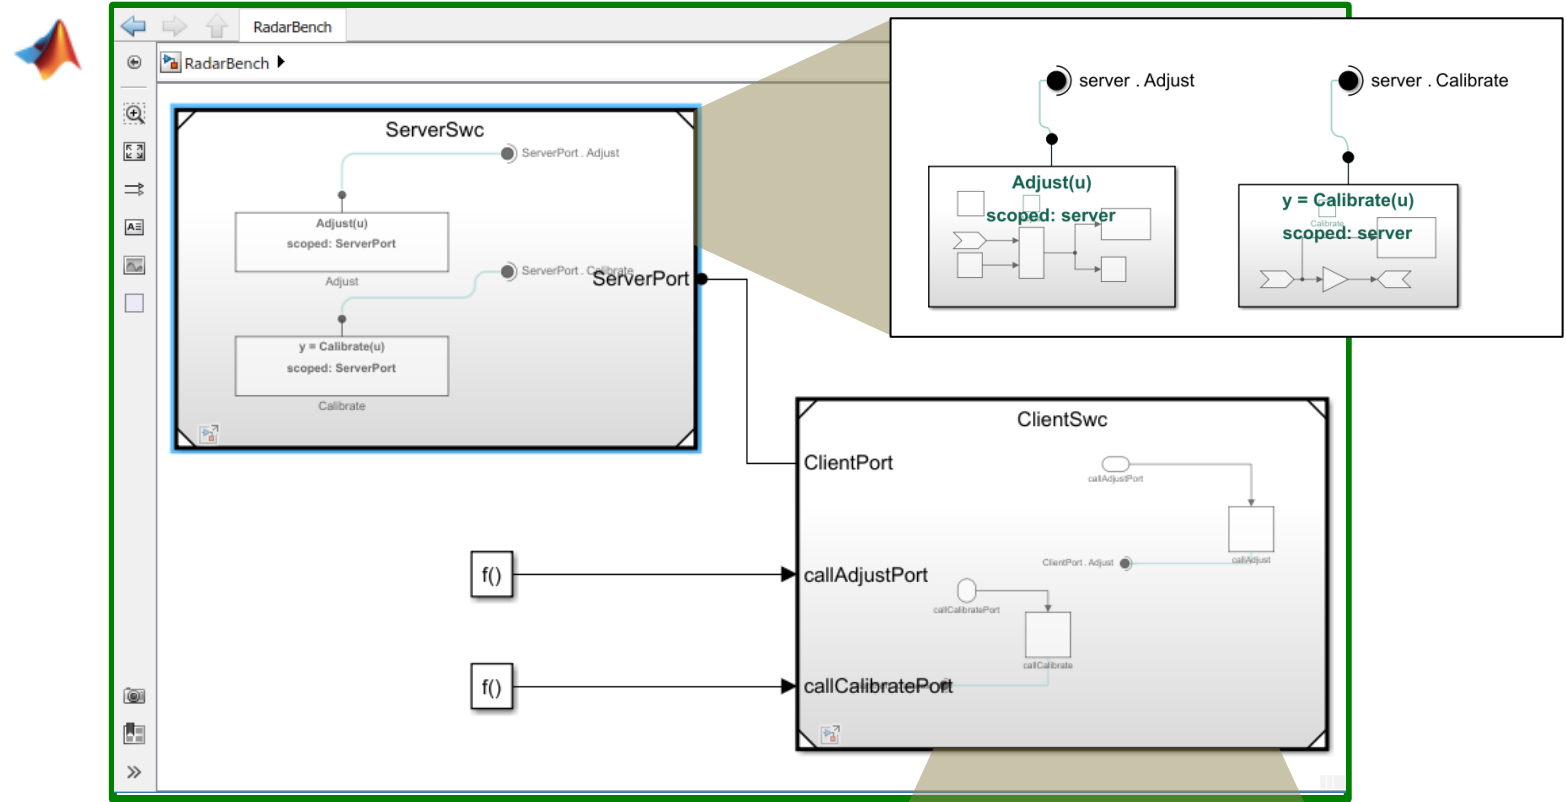 RadarBench
RadarBench
ServerSwc
ServerPort . Adjust
Adjust(u)
scoped: ServerPort
Adjust
ServerPort . Calibrate
ServerPort
y = Calibrate(u)
scoped: ServerPort
Calibrate
server . Adjust
server . Calibrate
Adjust(u)
scoped: server
y = Calibrate(u)
Calibrate
scoped: server
ClientSwc
ClientPort
callAdjustPort
callAdjust
ClientPort . Adjust
f()
callAdjustPort
callCalibratePort
callCalibrate
f()
callCalibratePort
A